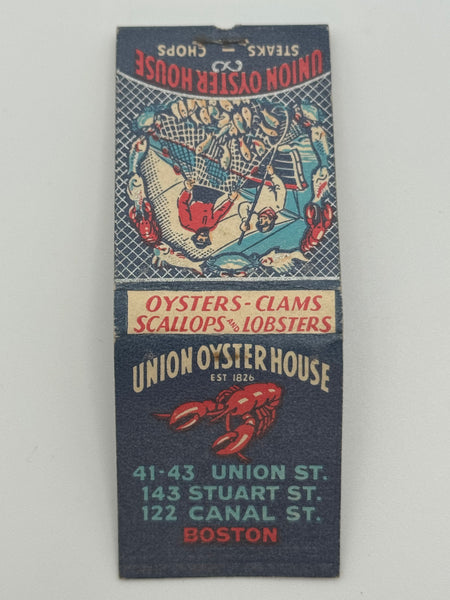 STEAKS — CHOPS
&
UNION OYSTER HOUSE
OYSTERS - CLAMS
SCALLOPS AND LOBSTERS
UNION OYSTER HOUSE
EST 1826
41-43 UNION ST.
143 STUART ST.
122 CANAL ST.
BOSTON